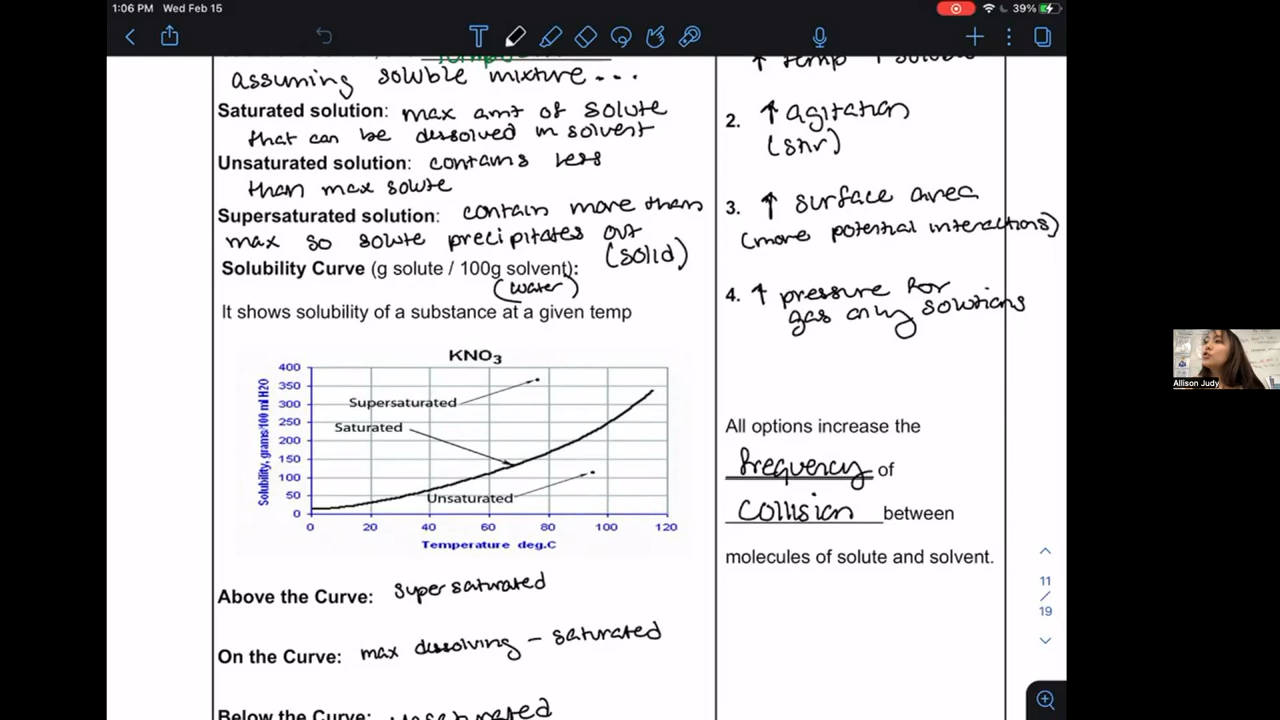 1:06 PM Wed Feb 15
39%
assuming soluble mixture...
Saturated solution: max amt of solute
that can be dissolved in solvent
Unsaturated solution: contains less
than max solute
Supersaturated solution: contain more than
max so solute precipitates out
(solid)
Solubility Curve (g solute / 100g solvent):
(water)
It shows solubility of a substance at a given temp
KNO3
Solubility, grams/100 ml H2O
400
350
300
250
200
150
100
50
0
Supersaturated
Saturated
Unsaturated
0 20 40 60 80 100 120
Temperature deg.C
Above the Curve: supersaturated
On the Curve: max dissolving - saturated
Below the Curve: unsaturated
↑ temp
2. ↑ agitation
(stir)
3. ↑ surface area
(more potential interactions)
4. ↑ pressure for
gas only solutions
All options increase the
frequency of
collision between
molecules of solute and solvent.
11
/
19
Allison Judy